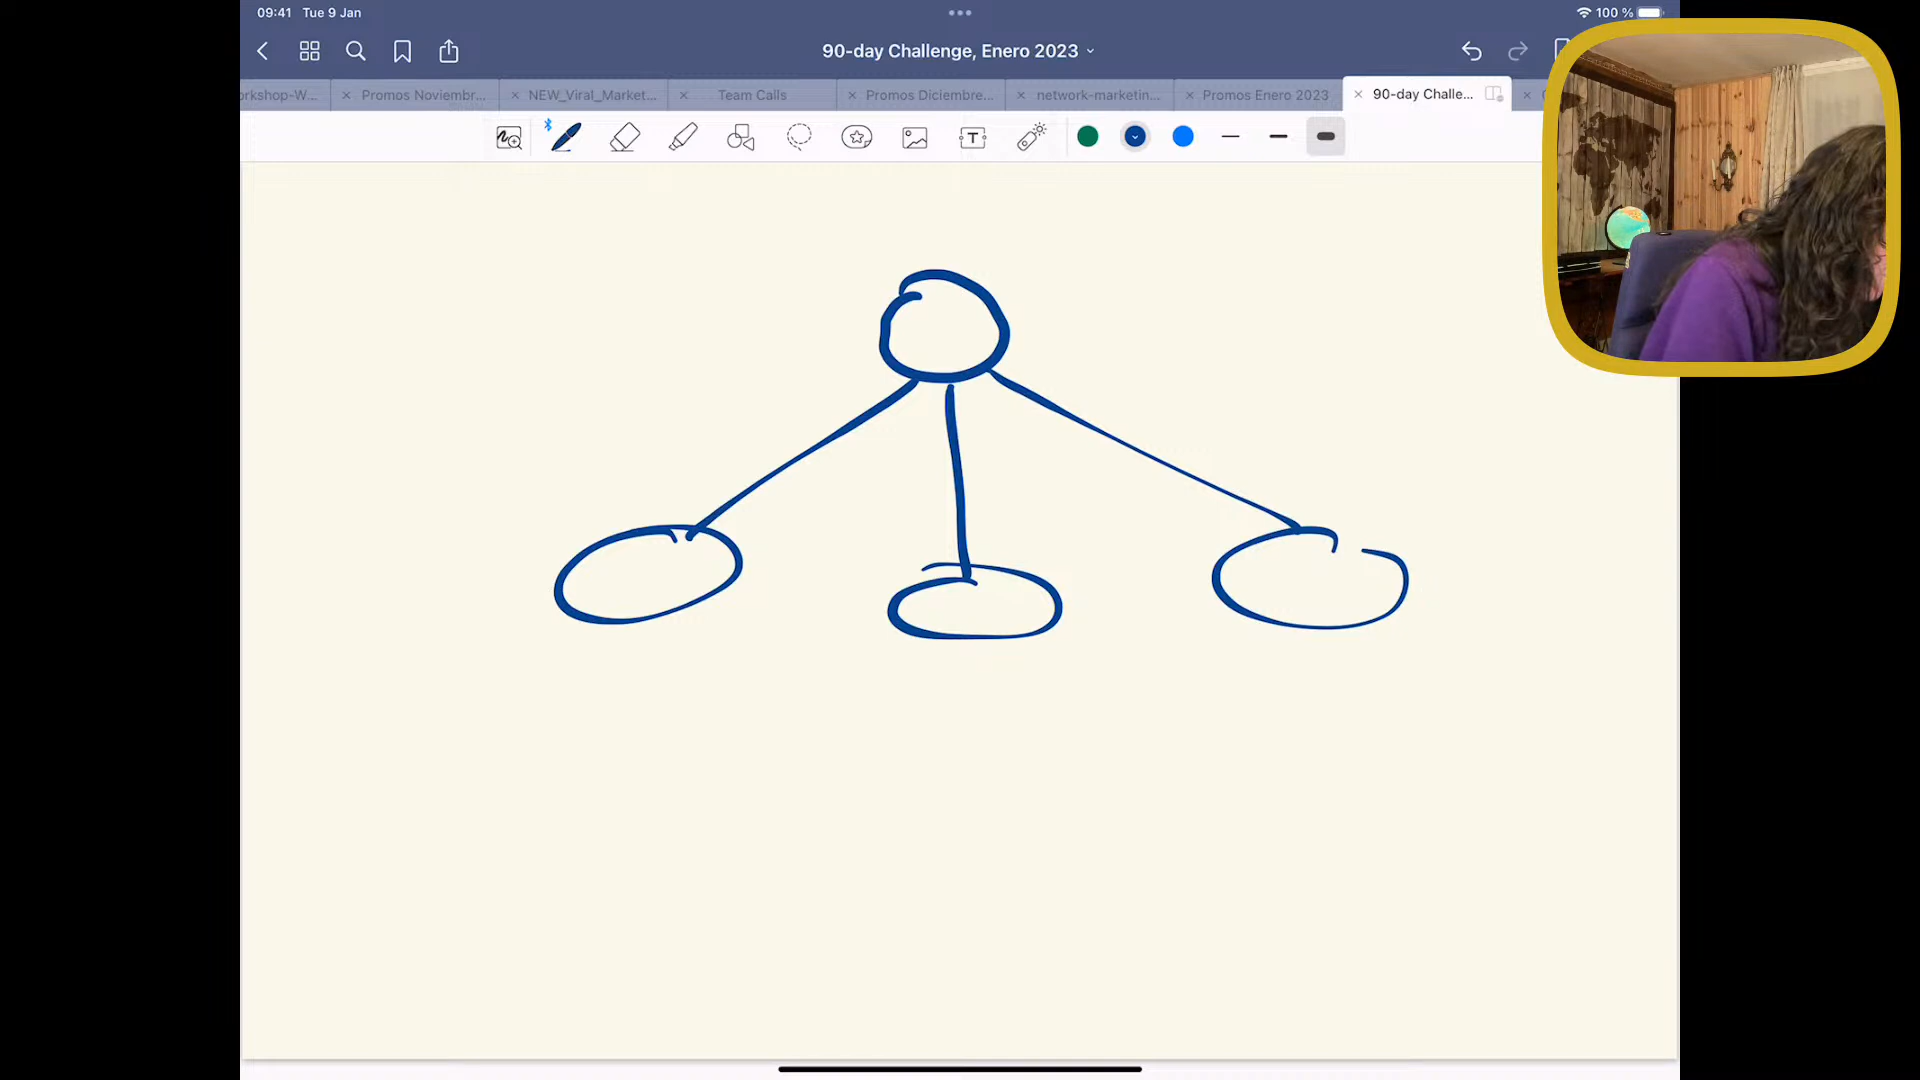 09:41 Tue 9 Jan
100 %
90-day Challenge, Enero 2023
orkshop-W...
Promos Noviembr...
NEW_Viral_Market...
Team Calls
Promos Diciembre...
network-marketin...
Promos Enero 2023
90-day Challe...
T